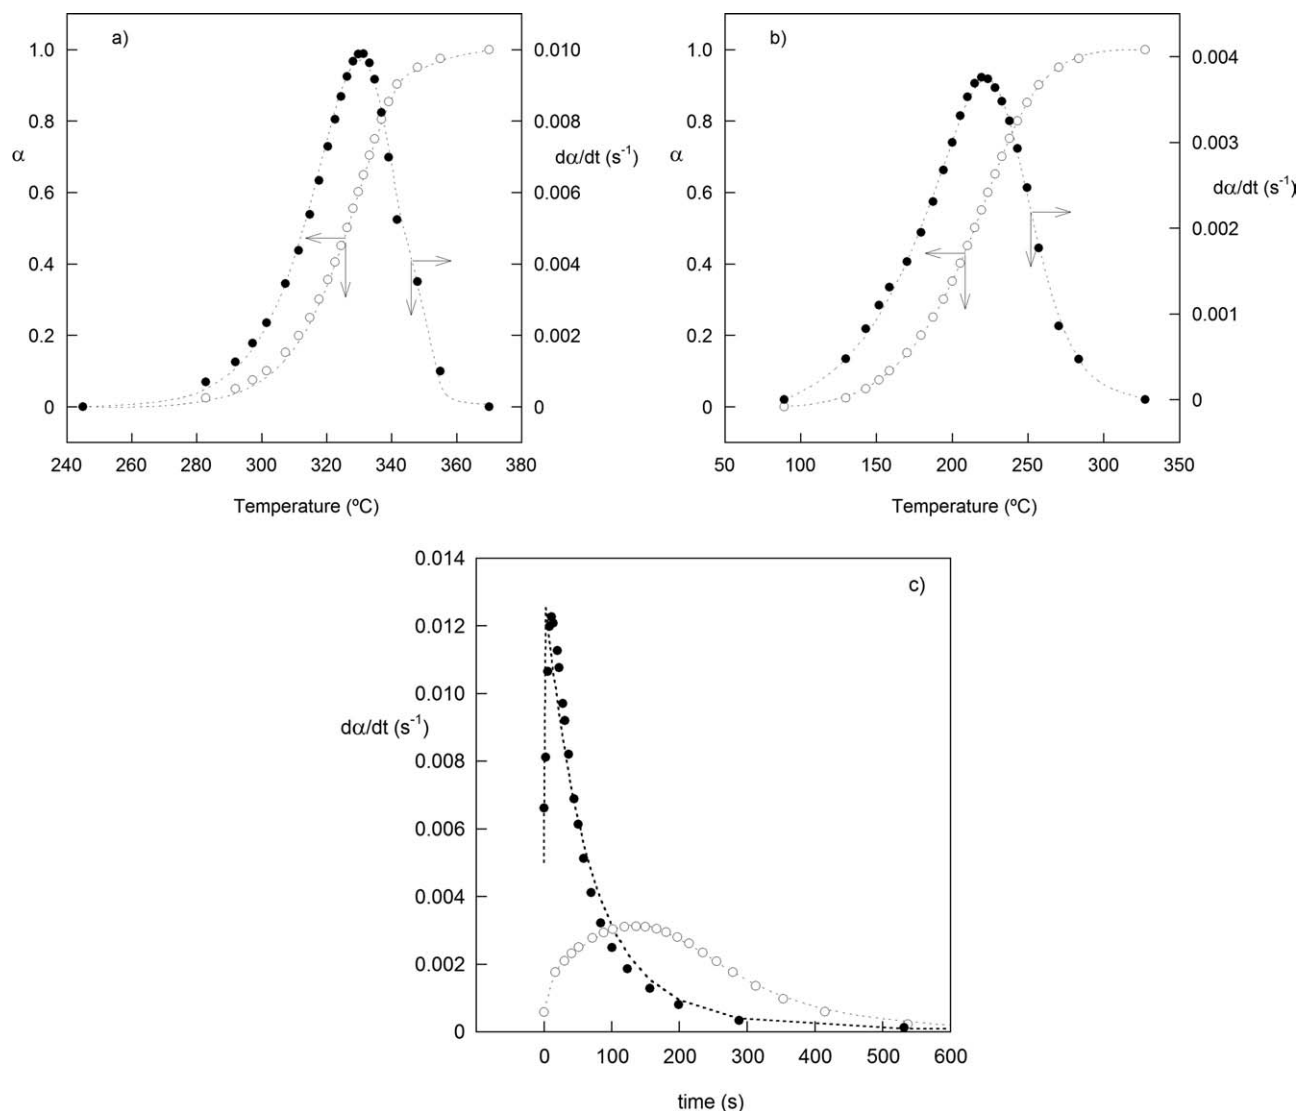 a)
1.0
0.8
α
0.6
0.4
0.2
0
0.010
0.008
dα/dt (s⁻¹)
0.006
0.004
0.002
0
240 260 280 300 320 340 360 380
Temperature (ºC)
b)
1.0
0.8
α
0.6
0.4
0.2
0
0.004
0.003
dα/dt (s⁻¹)
0.002
0.001
0
50 100 150 200 250 300 350
Temperature (ºC)
c)
0.014
0.012
0.010
dα/dt (s⁻¹)
0.008
0.006
0.004
0.002
0
0 100 200 300 400 500 600
time (s)